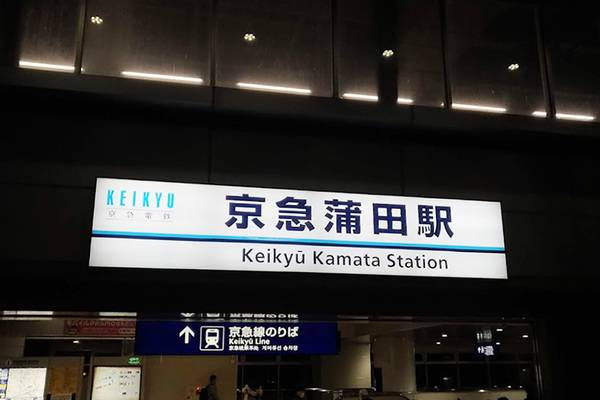 KEIKYU
京急電鉄
京急蒲田駅
Keikyū Kamata Station
京急線のりば
Keikyū Line